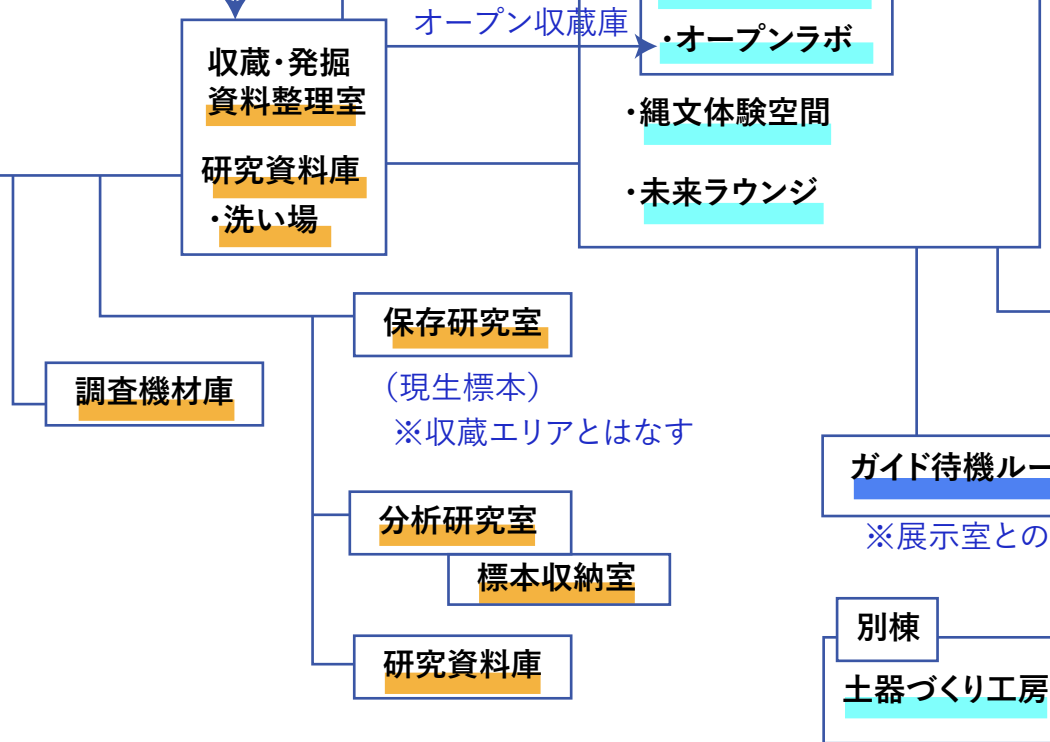 オープン収蔵庫
・オープンラボ
収蔵・発掘
資料整理室
研究資料庫
・洗い場
・縄文体験空間
・未来ラウンジ
保存研究室
（現生標本）
※収蔵エリアとはなす
調査機材庫
分析研究室
標本収納室
研究資料庫
ガイド待機ルー
※展示室との
別棟
土器づくり工房